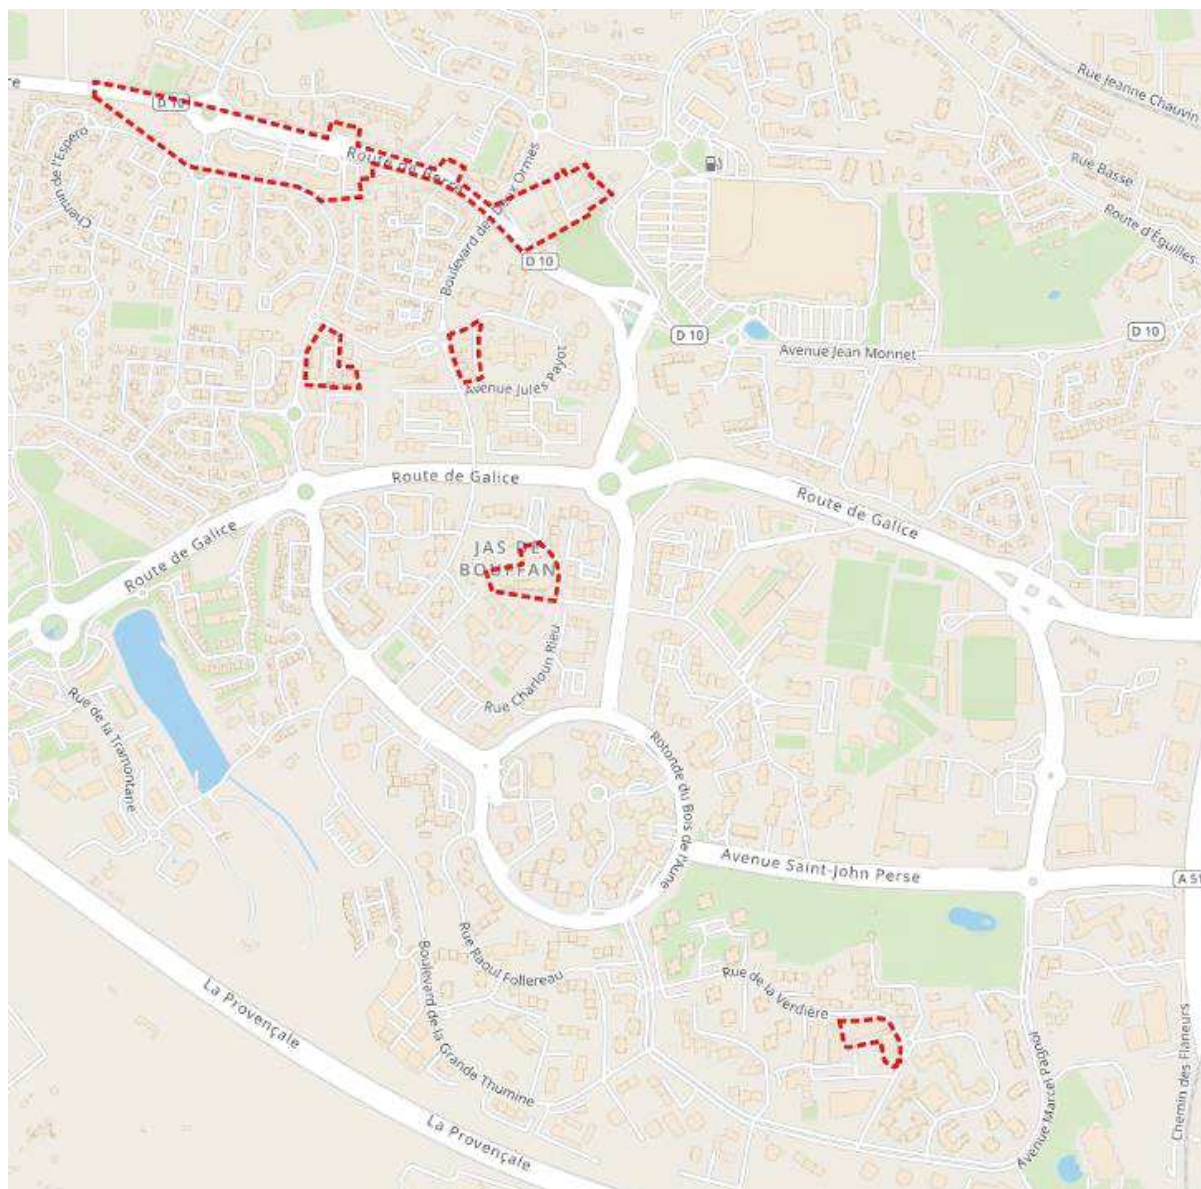 re
D 10
Rue Jeanne Chauvin
Chemin de l'Espero
Route de
Boulevard de
Deux Ormes
Rue Basse
Route d'Éguilles
D 10
D 10
D 10
Avenue Jean Monnet
Avenue Jules Payot
Route de Galice
Route de Galice
Route de Galice
JAS DE
BOUFFAN
Rue Charloun Rieu
Rue de la Tramontane
Rotonde du Bois de l'Aune
Avenue Saint-John Perse
A 51
Rue Raoul Follereau
Boulevard de la Grande Thumine
Rue de la Verdière
La Provençale
La Provençale
Avenue Marcel Pagnol
Chemin des Flaneurs